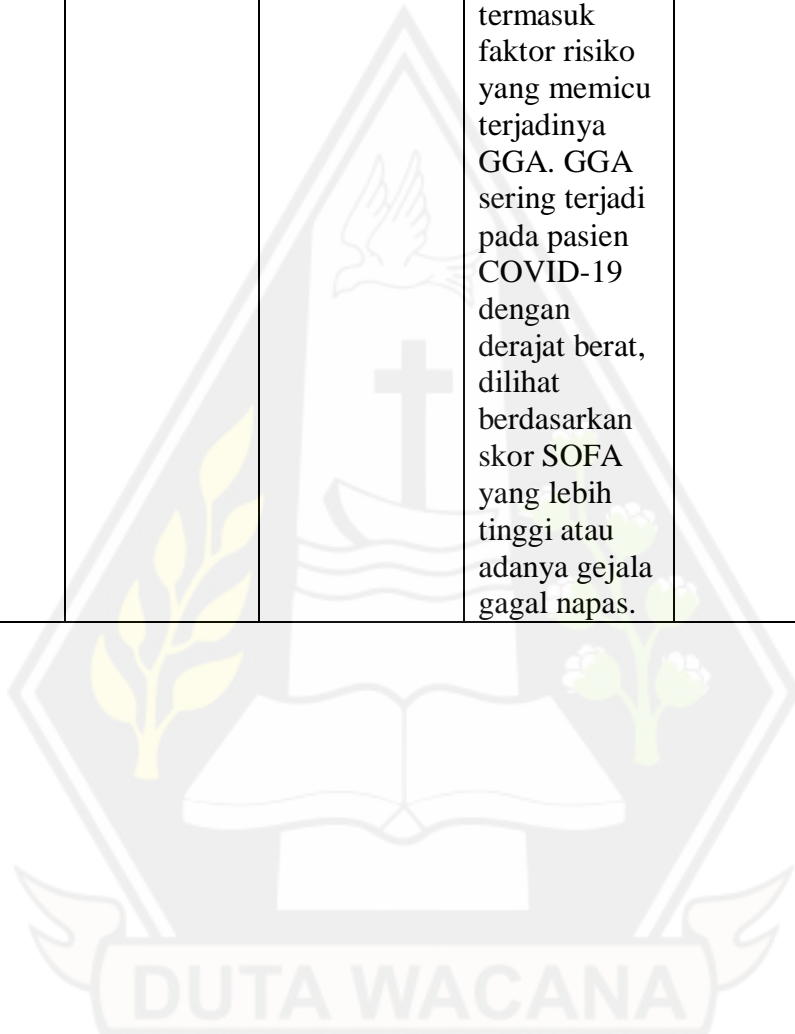 termasuk
faktor risiko
yang memicu
terjadinya
GGA. GGA
sering terjadi
pada pasien
COVID-19
dengan
derajat berat,
dilihat
berdasarkan
skor SOFA
yang lebih
tinggi atau
adanya gejala
gagal napas.
DUTA WACANA